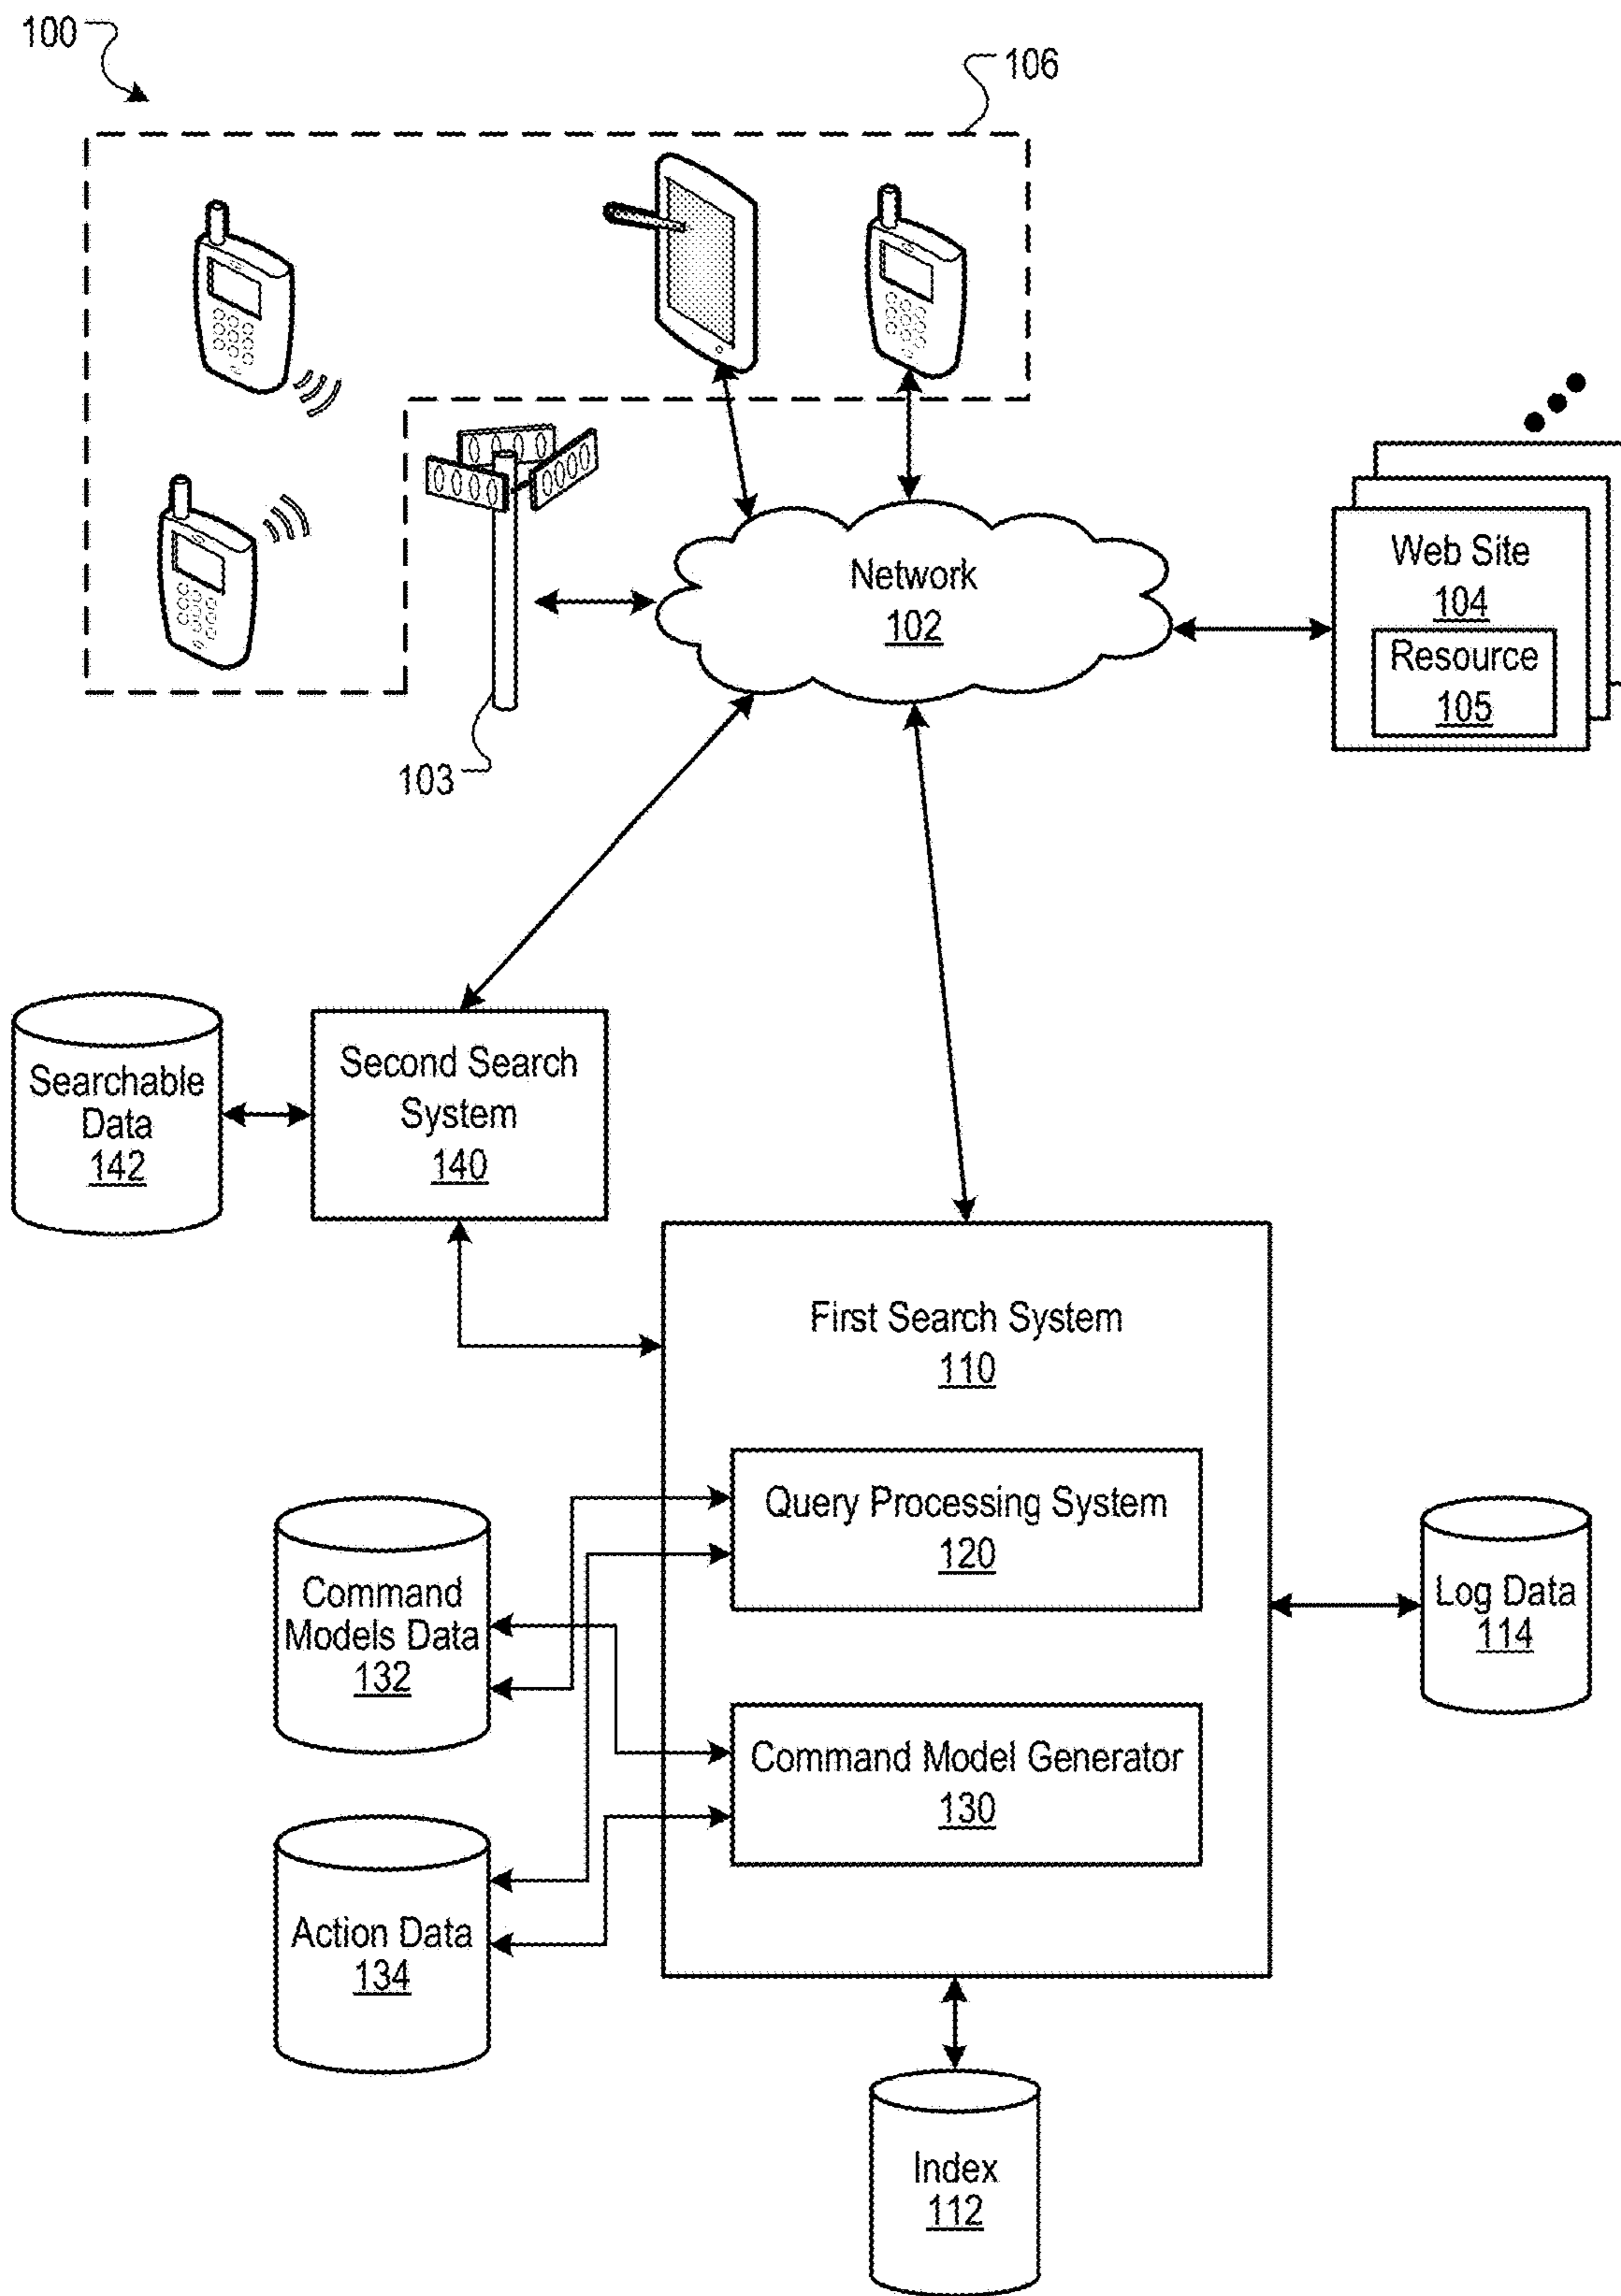 100
106
Network
102
Web Site
104
Resource
105
103
Searchable
Data
142
Second Search
System
140
First Search System
110
Query Processing System
120
Command
Models Data
132
Log Data
114
Command Model Generator
130
Action Data
134
Index
112